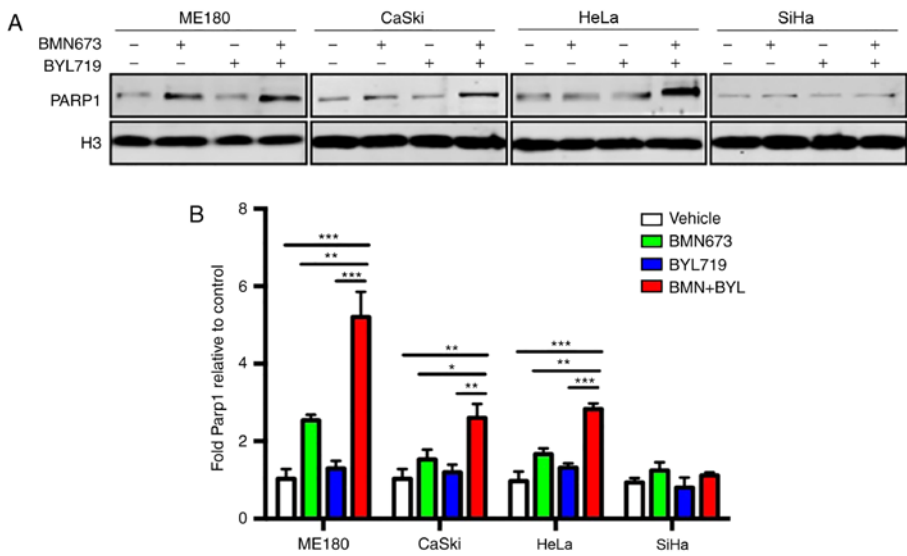 A
ME180 CaSki HeLa SiHa
BMN673 – + – + – + – + – + – + – + – +
BYL719 – – + + – – + + – – + + – – + +
PARP1
H3
B
8
6
4
2
0
Fold Parp1 relative to control
Vehicle
BMN673
BYL719
BMN+BYL
***
**
***
**
*
**
***
**
***
ME180 CaSki HeLa SiHa